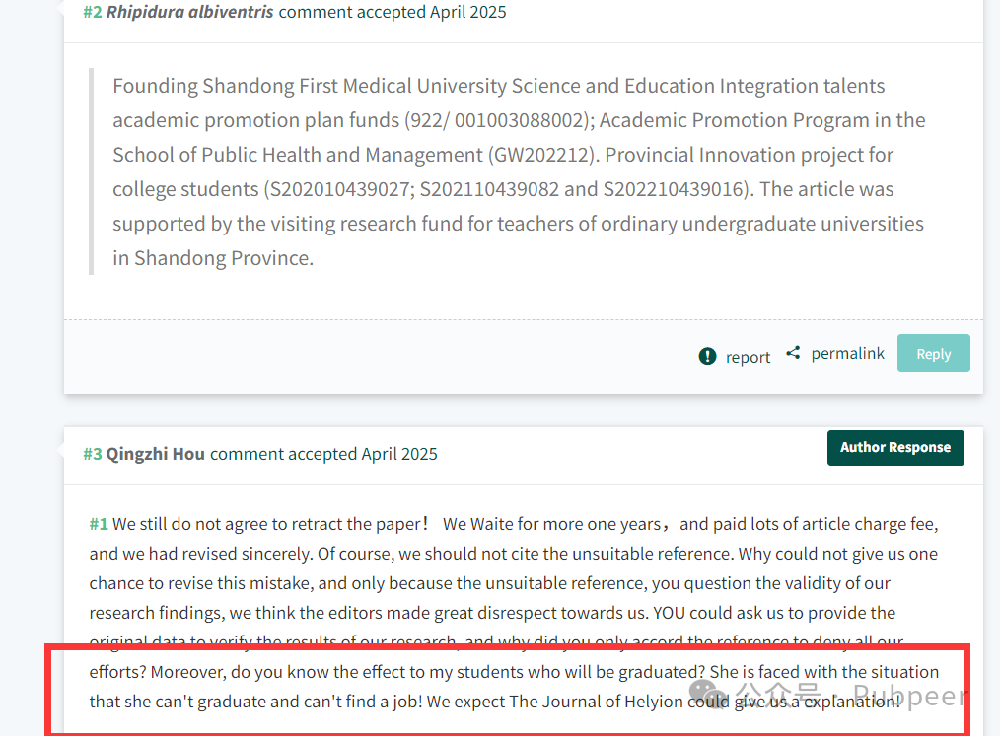 #2 Rhipidura albiventris comment accepted April 2025
Founding Shandong First Medical University Science and Education Integration talents
academic promotion plan funds (922/ 001003088002); Academic Promotion Program in the
School of Public Health and Management (GW202212). Provincial Innovation project for
college students (S202010439027; S202110439082 and S202210439016). The article was
supported by the visiting research fund for teachers of ordinary undergraduate universities
in Shandong Province.
report permalink Reply
#3 Qingzhi Hou comment accepted April 2025
Author Response
#1 We still do not agree to retract the paper！ We Waite for more one years，and paid lots of article charge fee,
and we had revised sincerely. Of course, we should not cite the unsuitable reference. Why could not give us one
chance to revise this mistake, and only because the unsuitable reference, you question the validity of our
research findings, we think the editors made great disrespect towards us. YOU could ask us to provide the
original data to verify the results of our research, and why did you only accord the reference to deny all our
efforts? Moreover, do you know the effect to my students who will be graduated? She is faced with the situation
that she can't graduate and can't find a job! We expect The Journal of Helyion could give us a explanation!
公众号 · Pubpeer